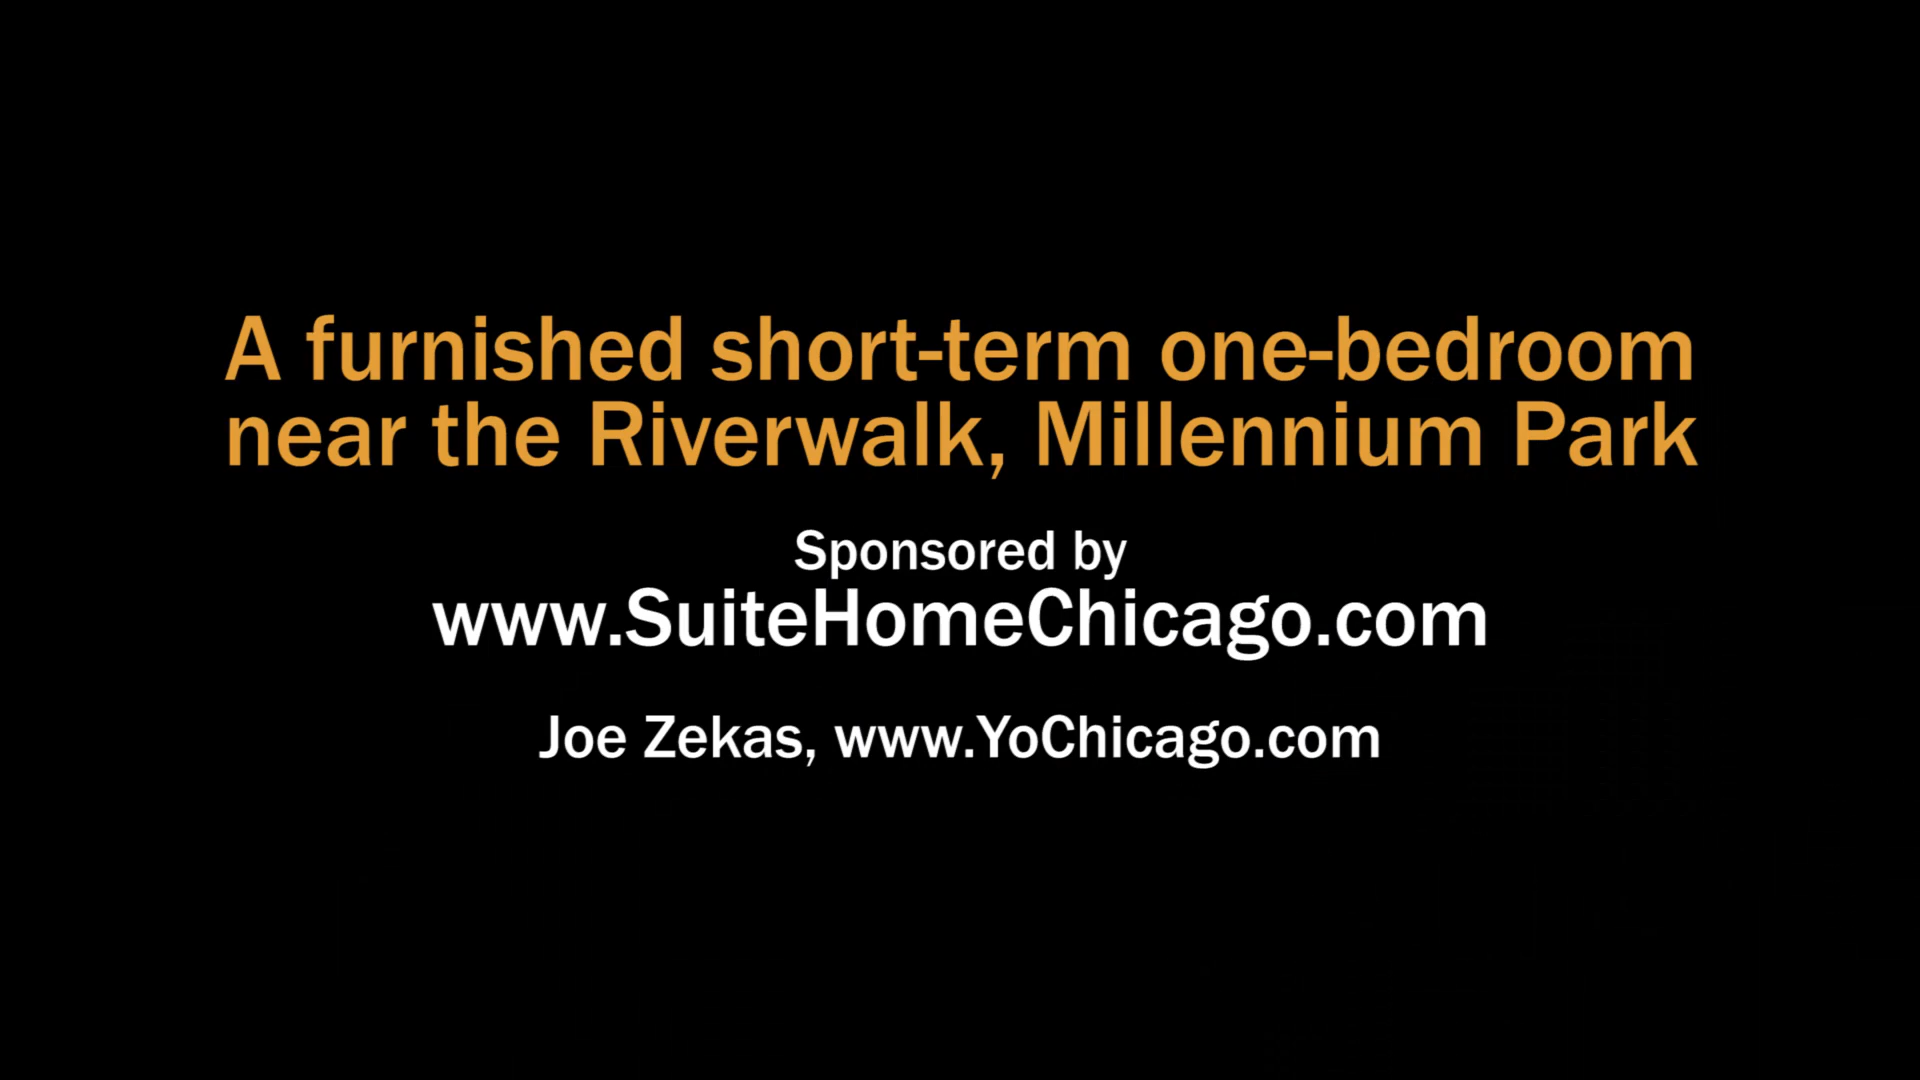 A furnished short-term one-bedroom
near the Riverwalk, Millennium Park
Sponsored by
www.SuiteHomeChicago.com
Joe Zekas, www.YoChicago.com